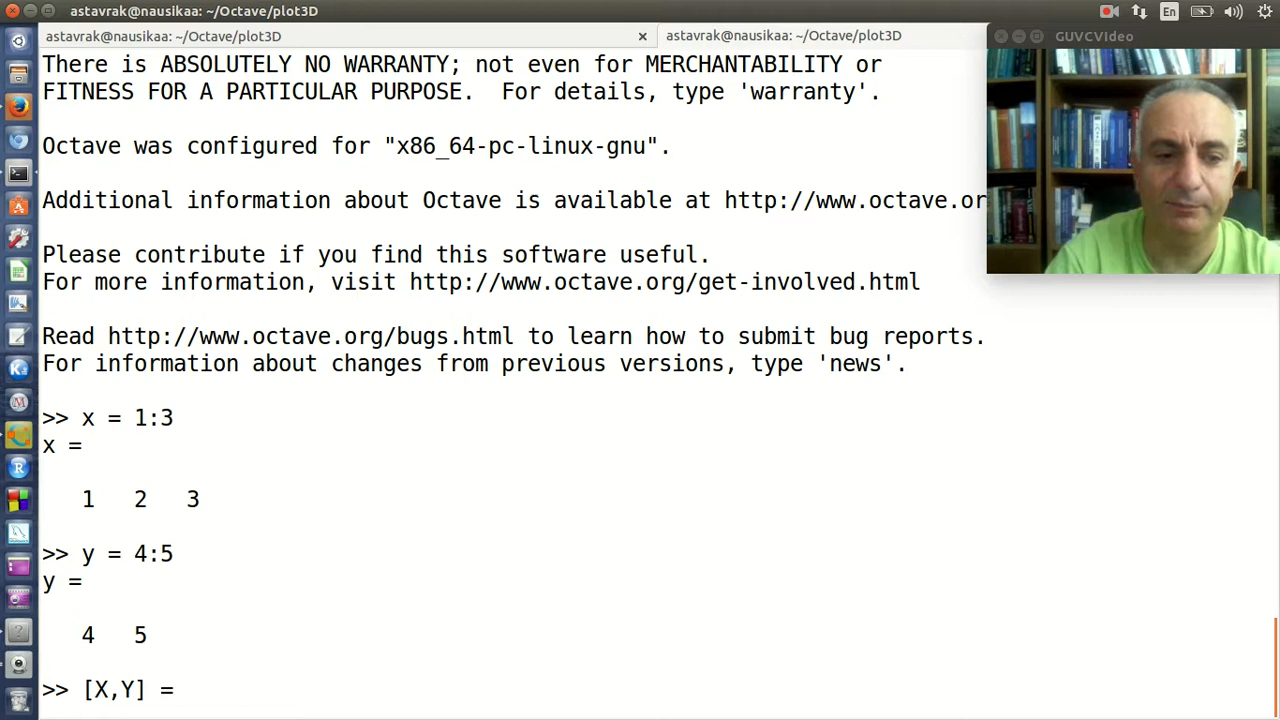 astavrak@nausikaa: ~/Octave/plot3D
En
astavrak@nausikaa: ~/Octave/plot3D
astavrak@nausikaa: ~/Octave/plot3D
GUVCVIdeo
There is ABSOLUTELY NO WARRANTY; not even for MERCHANTABILITY or
FITNESS FOR A PARTICULAR PURPOSE.  For details, type 'warranty'.
Octave was configured for "x86_64-pc-linux-gnu".
Additional information about Octave is available at http://www.octave.or
Please contribute if you find this software useful.
For more information, visit http://www.octave.org/get-involved.html
Read http://www.octave.org/bugs.html to learn how to submit bug reports.
For information about changes from previous versions, type 'news'.
>> x = 1:3
x =
1   2   3
>> y = 4:5
y =
4   5
>> [X,Y] =